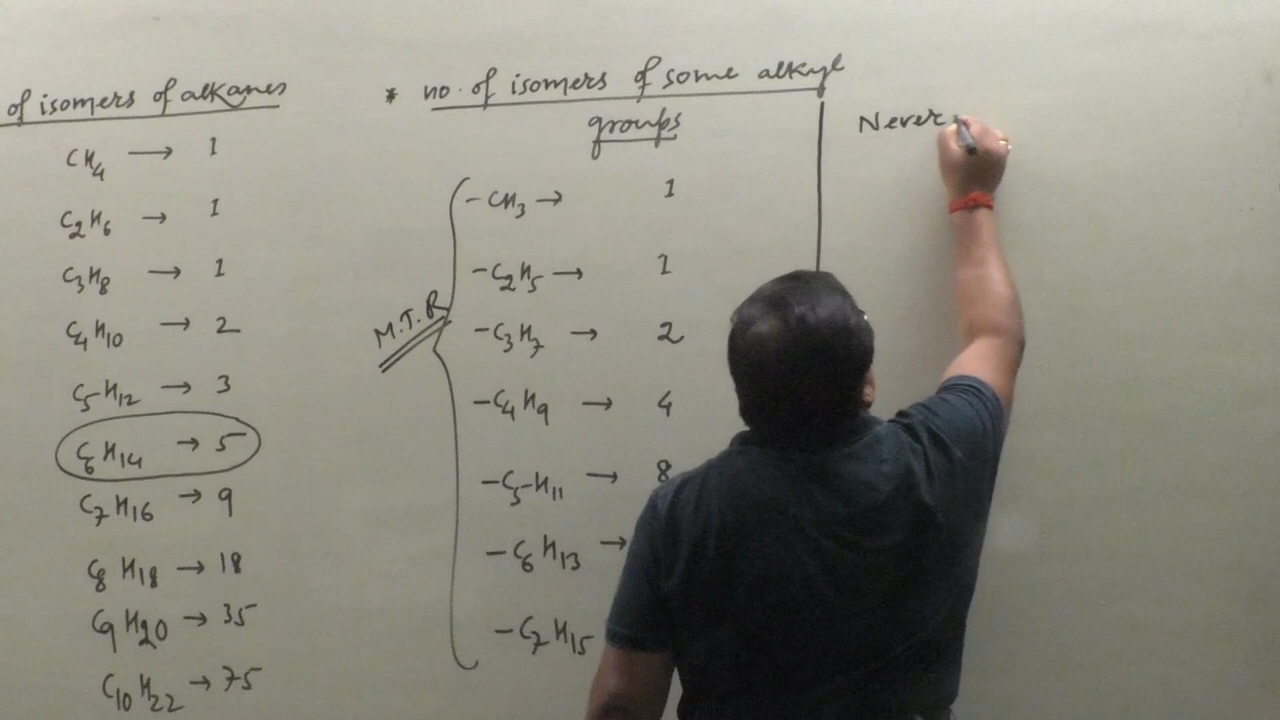 of isomers of alkanes
CH4 → 1
C2H6 → 1
C3H8 → 1
C4H10 → 2
C5H12 → 3
C6H14 → 5
C7H16 → 9
C8H18 → 18
C9H20 → 35
C10H22 → 75
* no. of isomers of some alkyl
groups
M.T.R
-CH3 → 1
-C2H5 → 1
-C3H7 → 2
-C4H9 → 4
-C5H11 → 8
-C6H13 →
-C7H15
Never